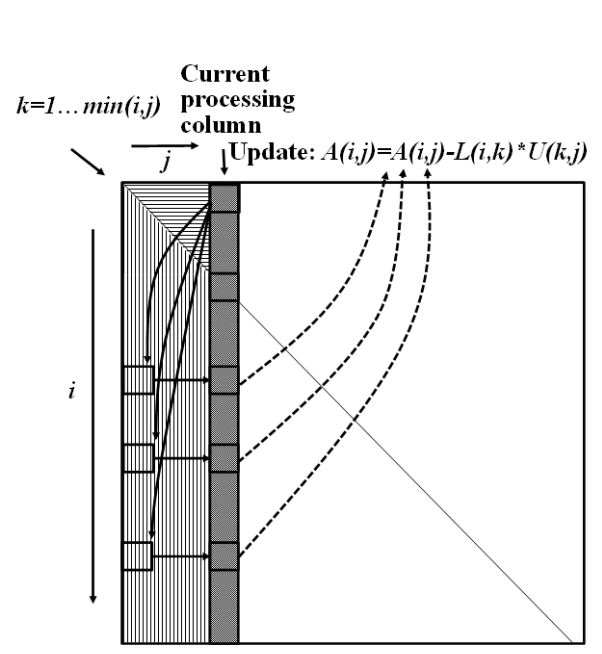 Current
processing
column
k=1...min(i,j)
j
Update: A(i,j)=A(i,j)-L(i,k)*U(k,j)
i